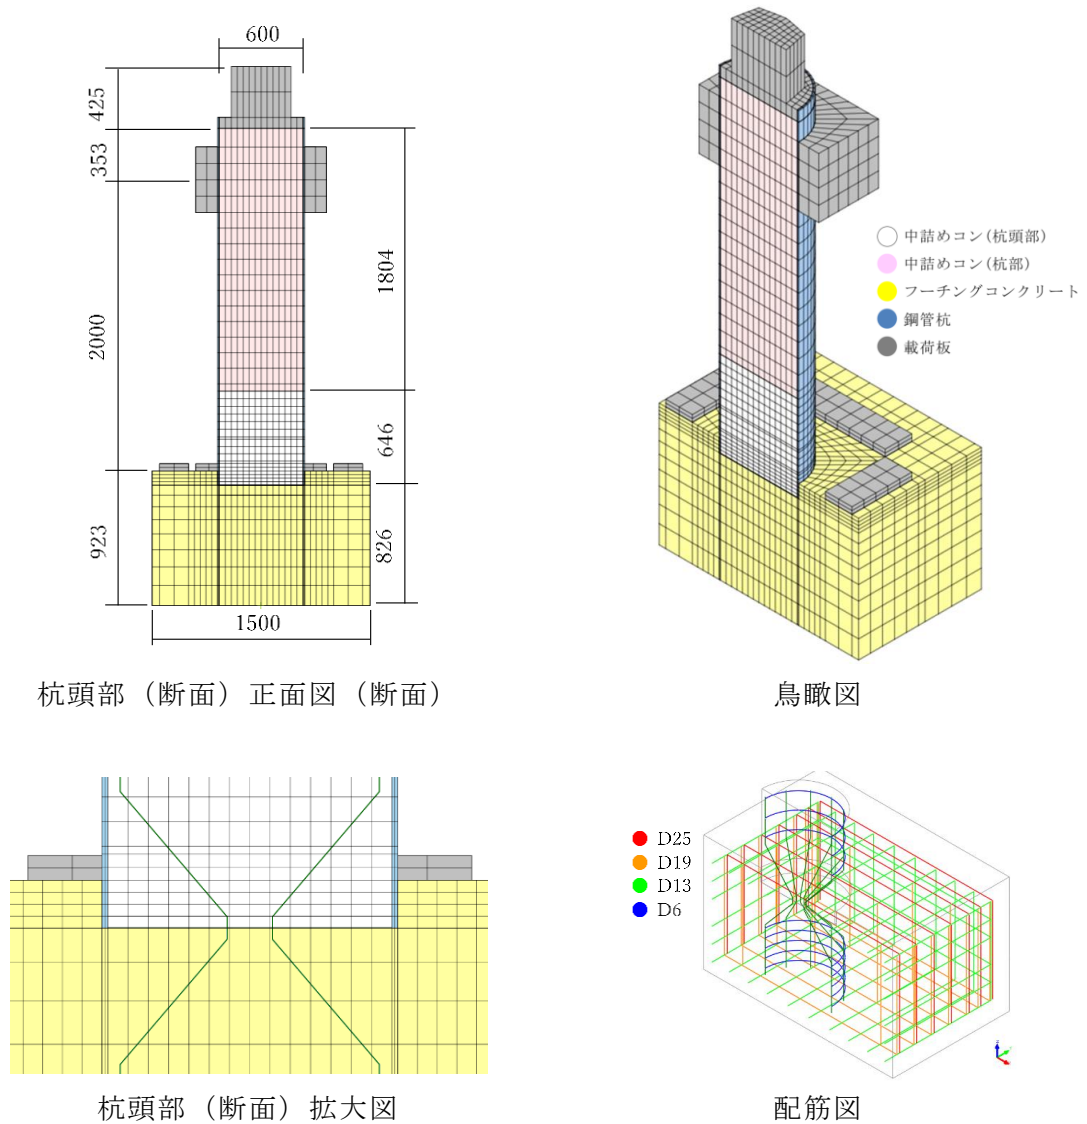 600
425
353
2000
923
1804
646
826
1500
杭頭部（断面）正面図（断面）
中詰めコン(杭頭部)
中詰めコン(杭部)
フーチングコンクリート
鋼管杭
載荷板
鳥瞰図
杭頭部（断面）拡大図
D25
D19
D13
D6
配筋図